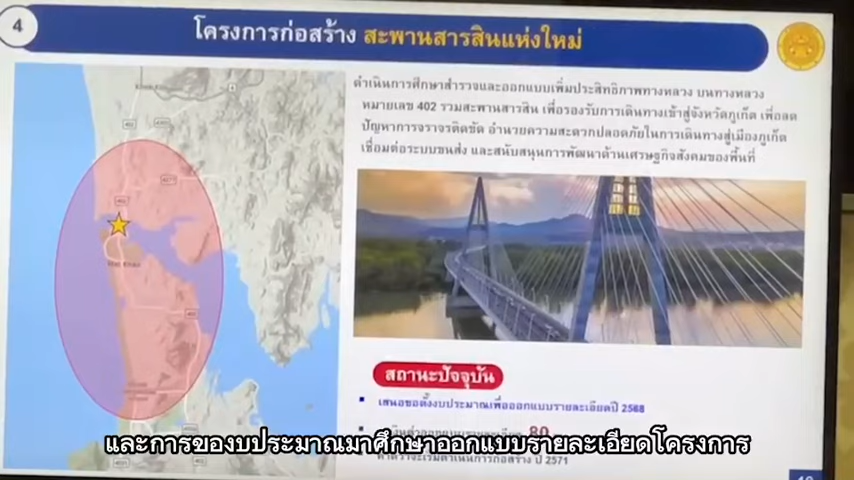 4
โครงการก่อสร้าง สะพานสารสินแห่งใหม่
ดำเนินการศึกษาสำรวจและออกแบบเพิ่มประสิทธิภาพทางหลวง บนทางหลวง
หมายเลข 402 รวมสะพานสารสิน เพื่อรองรับการเดินทางเข้าสู่จังหวัดภูเก็ต เพื่อลด
ปัญหาการจราจรติดขัด อำนวยความสะดวกปลอดภัยในการเดินทางสู่เมืองภูเก็ต
เชื่อมต่อระบบขนส่ง และสนับสนุนการพัฒนาด้านเศรษฐกิจสังคมของพื้นที่
402
4027
402
สถานะปัจจุบัน
เสนอขอตั้งงบประมาณเพื่อออกแบบรายละเอียดปี 2568
80
และการของบประมาณมาศึกษาออกแบบรายละเอียดโครงการ
คาดว่าจะเริ่มดำเนินการก่อสร้าง ปี 2571